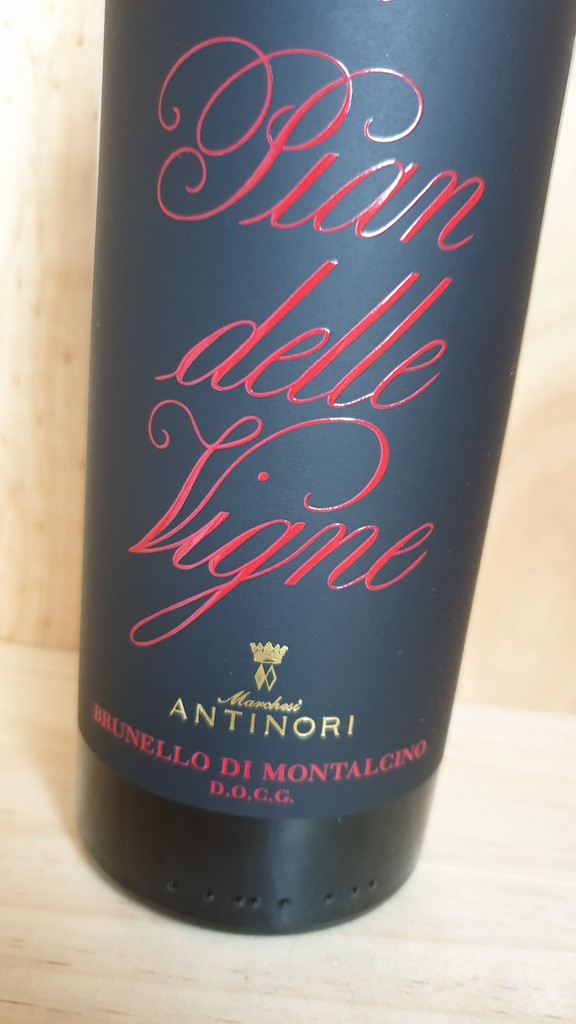 Pian
delle
Vigne
Marchesi
ANTINORI
BRUNELLO DI MONTALCINO
D.O.C.G.